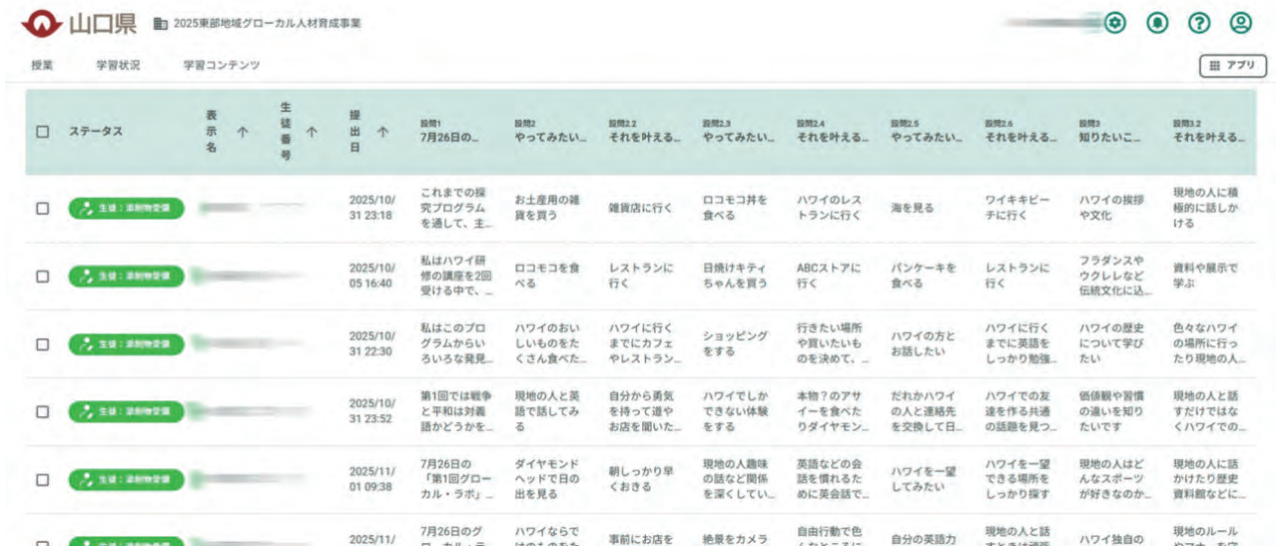 山口県
2025東部地域グローカル人材育成事業
授業 学習状況 学習コンテンツ
アプリ
ステータス
表示名
生徒番号
提出日
設問1
7月26日の...
設問2
やってみたい...
設問2.2
それを叶える...
設問2.3
やってみたい...
設問2.4
それを叶える...
設問2.5
やってみたい...
設問2.6
それを叶える...
設問3
知りたいこ...
設問3.2
それを叶える...
生徒：添削物受領
2025/10/
31 23:18
これまでの探
究プログラム
を通して、主...
お土産用の雑
貨を買う
雑貨店に行く
ロコモコ丼を
食べる
ハワイのレス
トランに行く
海を見る
ワイキキビー
チに行く
ハワイの挨拶
や文化
現地の人に積
極的に話しか
ける
生徒：添削物受領
2025/10/
05 16:40
私はハワイ研
修の講座を2回
受ける中で、...
ロコモコを食
べる
レストランに
行く
日焼けキティ
ちゃんを買う
ABCストアに
行く
パンケーキを
食べる
レストランに
行く
フラダンスや
ウクレレなど
伝統文化に込...
資料や展示で
学ぶ
生徒：添削物受領
2025/10/
31 22:30
私はこのプロ
グラムからい
ろいろな発見...
ハワイのおい
しいものをた
くさん食べた...
ハワイに行く
までにカフェ
やレストラン...
ショッピング
をする
行きたい場所
や買いたいも
のを決めて、...
ハワイの方と
お話したい
ハワイに行く
までに英語を
しっかり勉強...
ハワイの歴史
について学び
たい
色々なハワイ
の場所に行っ
たり現地の人...
生徒：添削物受領
2025/10/
31 23:52
第1回では戦争
と平和は対義
語かどうかを...
現地の人と英
語で話してみ
る
自分から勇気
を持って道や
お店を聞いた...
ハワイでしか
できない体験
をする
本物？のアサ
イーを食べた
りダイヤモン...
だれかハワイ
の人と連絡先
を交換して日...
ハワイでの友
達を作る共通
の話題を見つ...
価値観や習慣
の違いを知り
たいです
現地の人と話
すだけではな
くハワイでの...
生徒：添削物受領
2025/11/
01 09:38
7月26日の
「第1回グロー
カル・ラボ」...
ダイヤモンド
ヘッドで日の
出を見る
朝しっかり早
くおきる
現地の人趣味
の話など関係
を深くしてい...
英語などの会
話を慣れるた
めに英会話で...
ハワイを一望
してみたい
ハワイを一望
できる場所を
しっかり探す
現地の人はど
んなスポーツ
が好きなのか...
現地の人に話
かけたり歴史
資料館などに...
2025/11/
7月26日のグ
ハワイならで
事前にお店を
絶景をカメラ
自由行動で色
自分の英語力
現地の人と話
ハワイ独自の
現地のルール